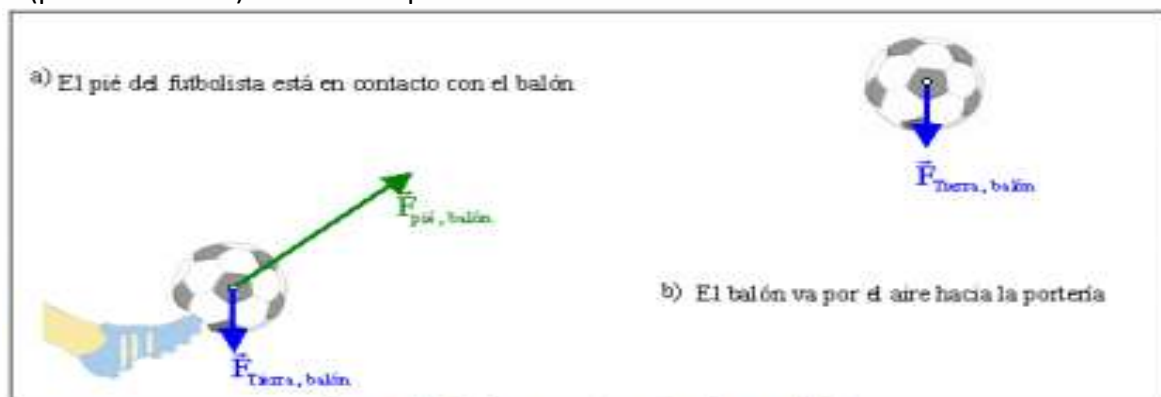 a) El pié del futbolista está en contacto con el balón
F Tierra, balón
F pié, balón
b) El balón va por el aire hacia la portería
F Tierra, balón